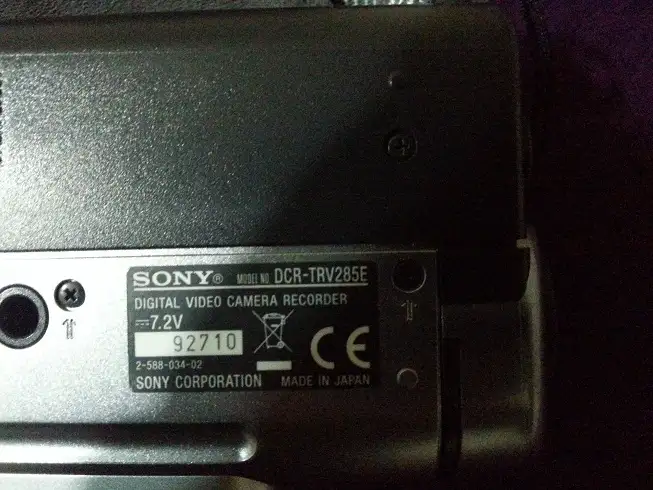 SONY® MODEL NO. DCR-TRV285E
DIGITAL VIDEO CAMERA RECORDER
⎓7.2V
92710
CE
2-588-034-02
SONY CORPORATION MADE IN JAPAN